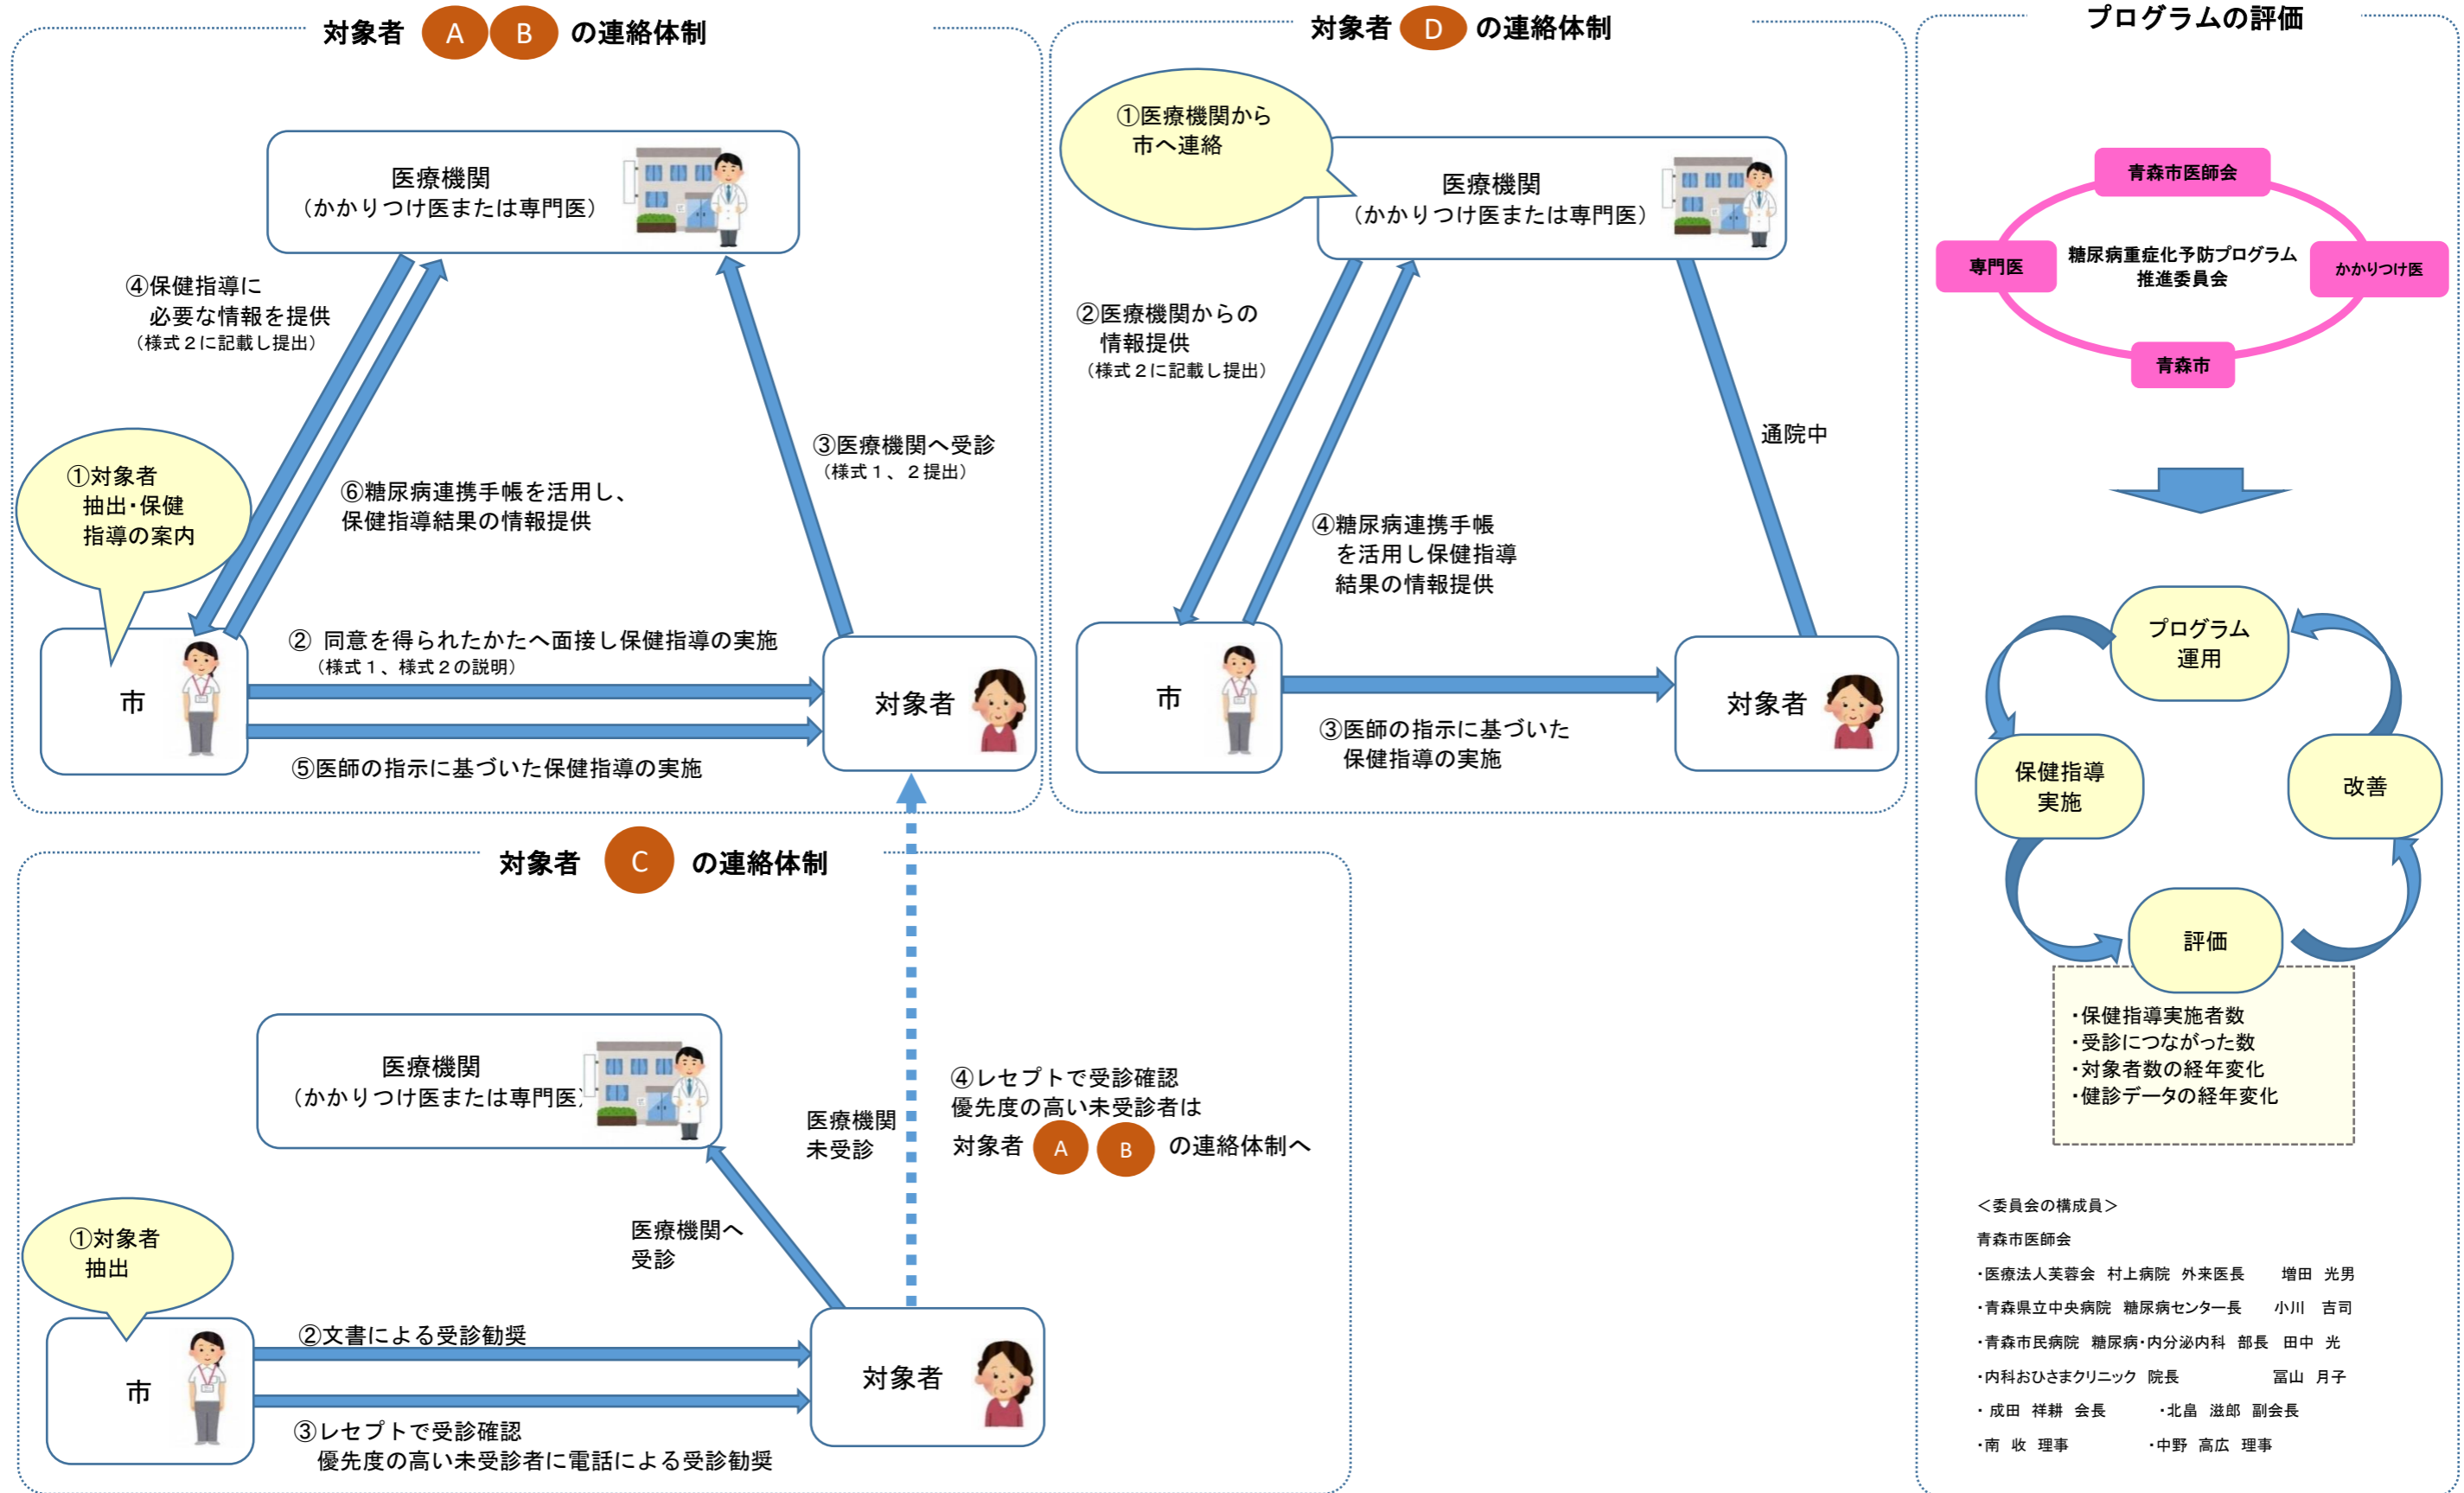 対象者 A B の連絡体制
医療機関
（かかりつけ医または専門医）
④保健指導に
必要な情報を提供
（様式２に記載し提出）
①対象者
抽出・保健
指導の案内
⑥糖尿病連携手帳を活用し、
保健指導結果の情報提供
③医療機関へ受診
（様式１、２提出）
② 同意を得られたかたへ面接し保健指導の実施
（様式１、様式２の説明）
市
対象者
⑤医師の指示に基づいた保健指導の実施
対象者 D の連絡体制
①医療機関から
市へ連絡
医療機関
（かかりつけ医または専門医）
②医療機関からの
情報提供
（様式２に記載し提出）
通院中
④糖尿病連携手帳
を活用し保健指導
結果の情報提供
市
対象者
③医師の指示に基づいた
保健指導の実施
対象者 C の連絡体制
医療機関
（かかりつけ医または専門医）
医療機関
未受診
④レセプトで受診確認
優先度の高い未受診者は
対象者 A B の連絡体制へ
医療機関へ
受診
①対象者
抽出
②文書による受診勧奨
市
対象者
③レセプトで受診確認
優先度の高い未受診者に電話による受診勧奨
プログラムの評価
青森市医師会
専門医
糖尿病重症化予防プログラム
推進委員会
かかりつけ医
青森市
プログラム
運用
保健指導
実施
改善
評価
・保健指導実施者数
・受診につながった数
・対象者数の経年変化
・健診データの経年変化
＜委員会の構成員＞
青森市医師会
・医療法人芙蓉会 村上病院 外来医長 増田 光男
・青森県立中央病院 糖尿病センター長 小川 吉司
・青森市民病院 糖尿病・内分泌内科 部長 田中 光
・内科おひさまクリニック 院長 冨山 月子
・ 成田 祥耕 会長 ・北畠 滋郎 副会長
・南 收 理事 ・中野 高広 理事